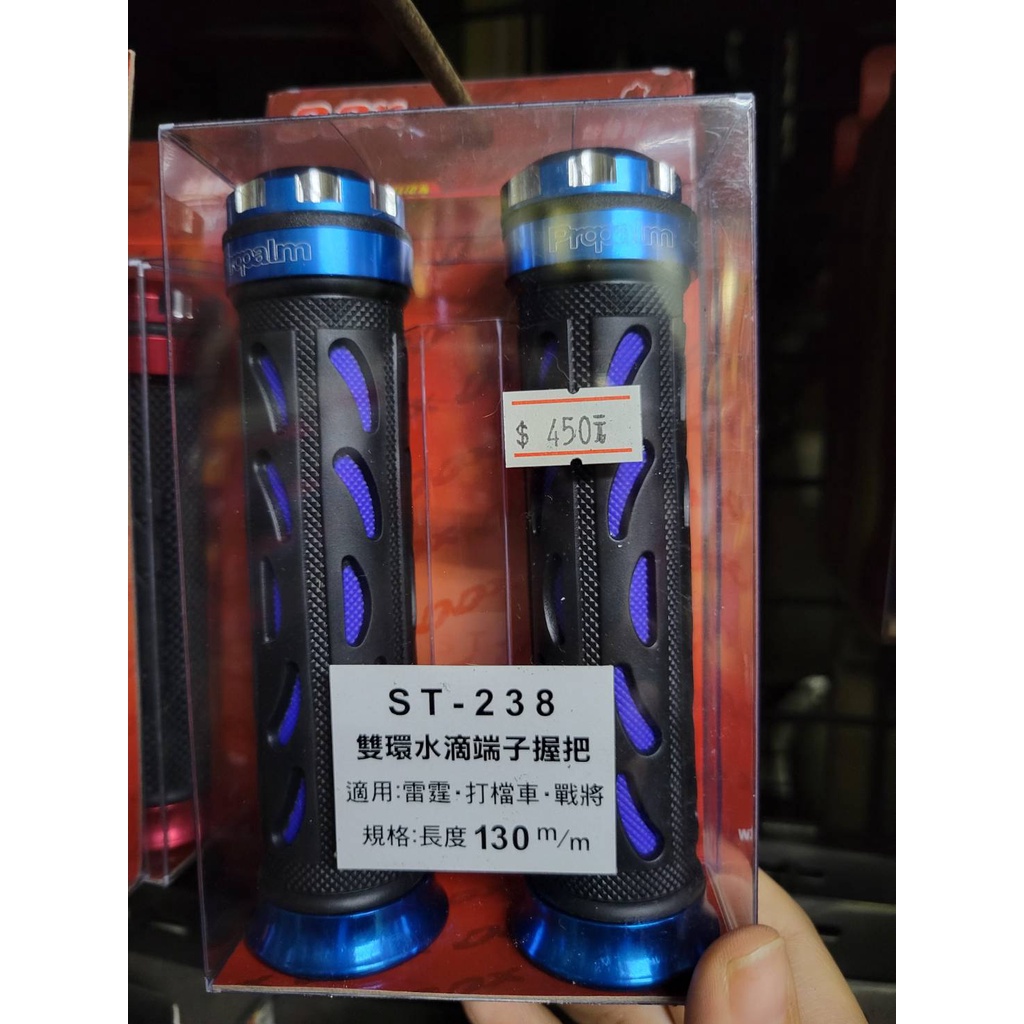 Propalm
Propalm
$ 450元
ST-238
雙環水滴端子握把
適用:雷霆·打檔車·戰將
規格:長度 130 m/m